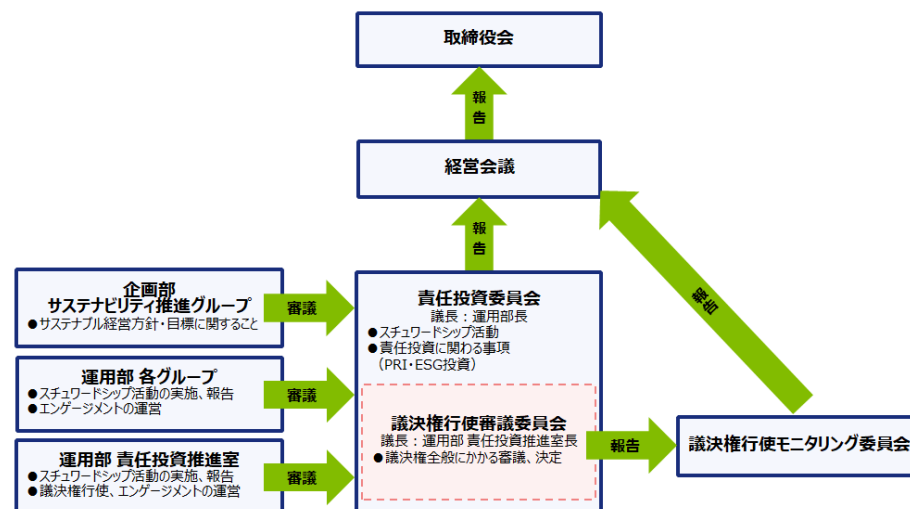 取締役会
報告
経営会議
報告
報告
企画部
サステナビリティ推進グループ
●サステナブル経営方針・目標に関すること
審議
責任投資委員会
議長:運用部長
●スチュワードシップ活動
●責任投資に関わる事項
(PRI・ESG投資)
運用部 各グループ
●スチュワードシップ活動の実施、報告
●エンゲージメントの運営
審議
議決権行使審議委員会
議長:運用部 責任投資推進室長
●議決権全般にかかる審議、決定
報告
議決権行使モニタリング委員会
運用部 責任投資推進室
●スチュワードシップ活動の実施、報告
●議決権行使、エンゲージメントの運営
審議